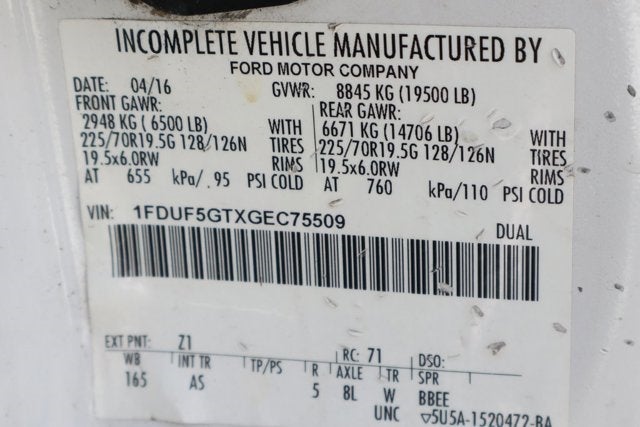 INCOMPLETE VEHICLE MANUFACTURED BY
FORD MOTOR COMPANY
DATE: 04/16 GVWR: 8845 KG (19500 LB)
FRONT GAWR: REAR GAWR:
2948 KG ( 6500 LB) WITH 6671 KG (14706 LB) WITH
225/70R19.5G 128/126N TIRES 225/70R19.5G 128/126N TIRES
19.5x6.0RW RIMS 19.5x6.0RW RIMS
AT 655 kPa/ 95 PSI COLD AT 760 kPa/110 PSI COLD
VIN: 1FDUF5GTXGEC75509 DUAL
EXT PNT: Z1 RC: 71 DSO:
WB INT TR TP/PS R AXLE TR SPR
165 AS 5 8L W BBEE
UNC ▽5U5A-1520472-BA